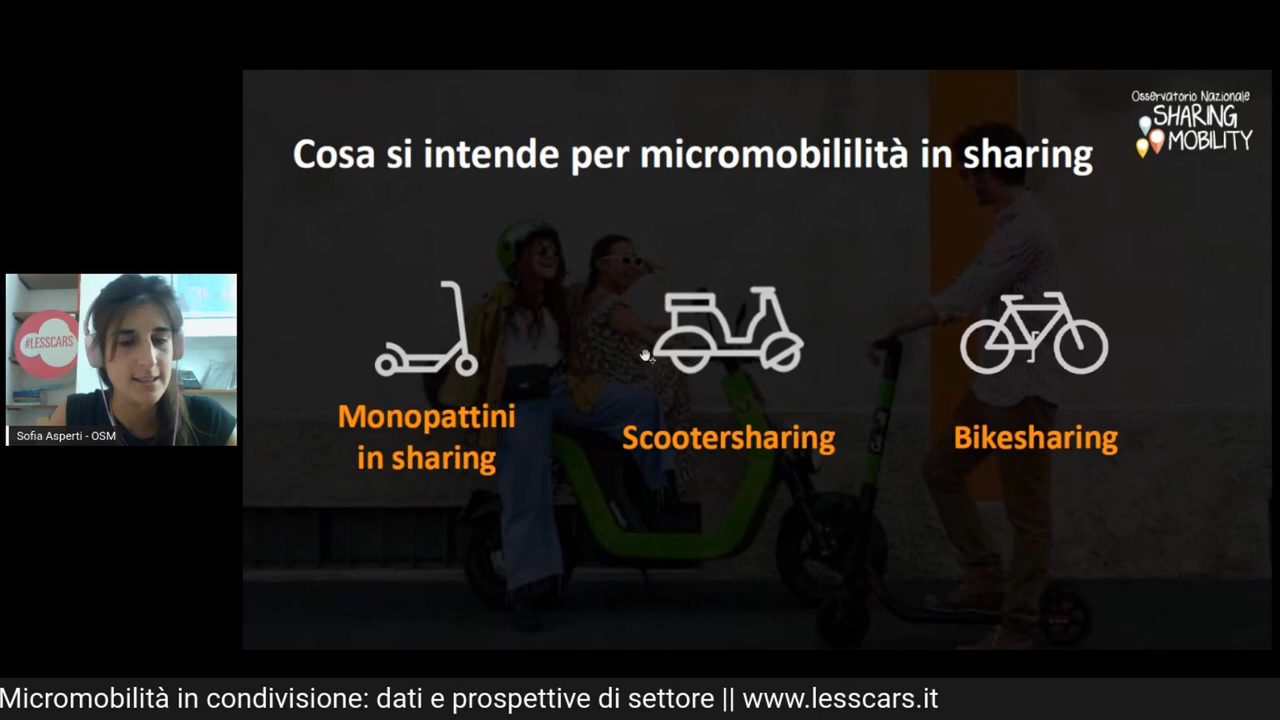 Osservatorio Nazionale
SHARING
MOBILITY
Cosa si intende per micromobililità in sharing
#LESSCARS
Sofia Asperti - OSM
Monopattini
in sharing
Scootersharing
Bikesharing
Micromobilità in condivisione: dati e prospettive di settore || www.lesscars.it